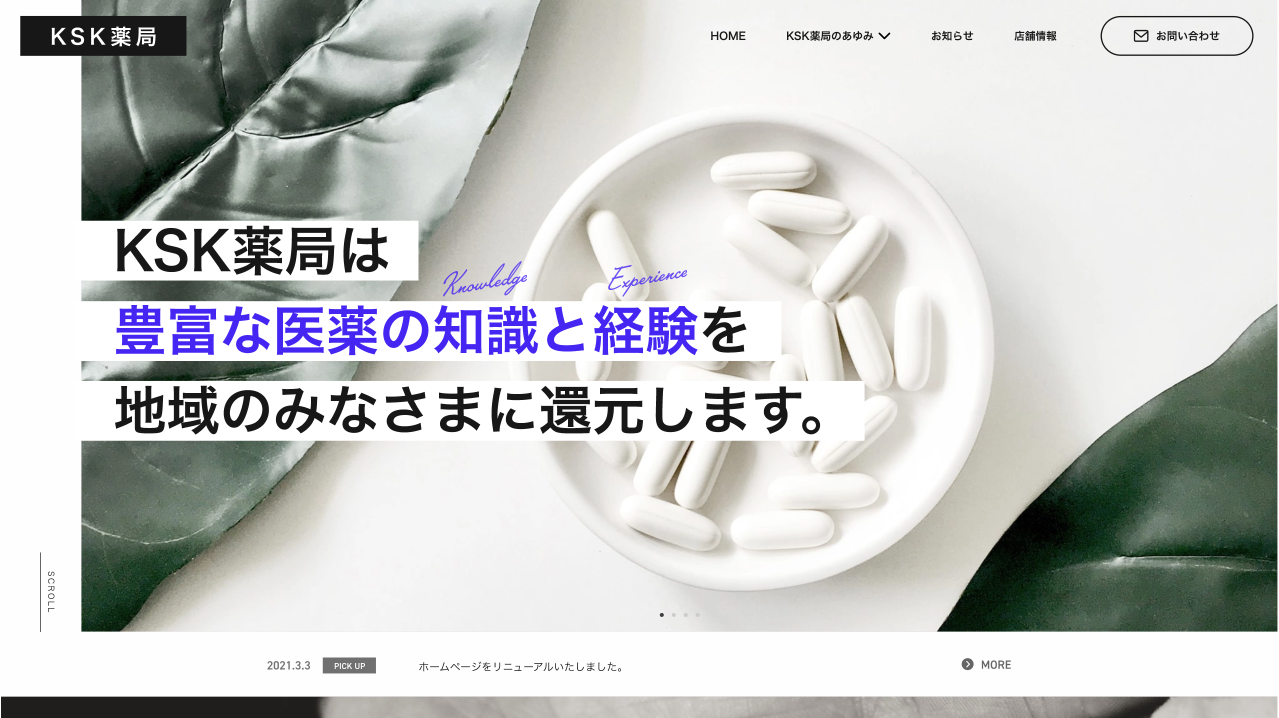 KSK薬局
HOME
KSK薬局のあゆみ
お知らせ
店舗情報
お問い合わせ
KSK薬局は
Knowledge
Experience
豊富な医薬の知識と経験を
地域のみなさまに還元します。
SCROLL
2021.3.3
PICK UP
ホームページをリニューアルいたしました。
MORE